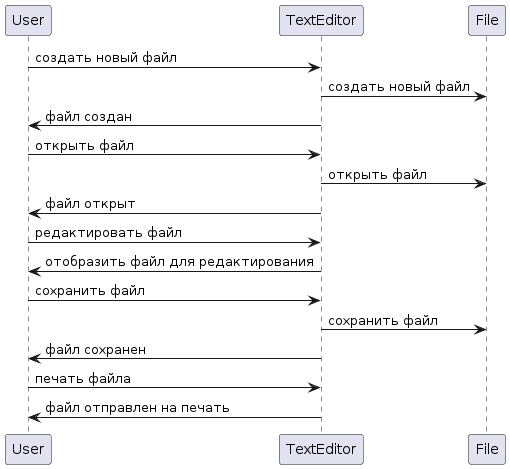 User TextEditor File
создать новый файл
создать новый файл
файл создан
открыть файл
открыть файл
файл открыт
редактировать файл
отобразить файл для редактирования
сохранить файл
сохранить файл
файл сохранен
печать файла
файл отправлен на печать
User TextEditor File